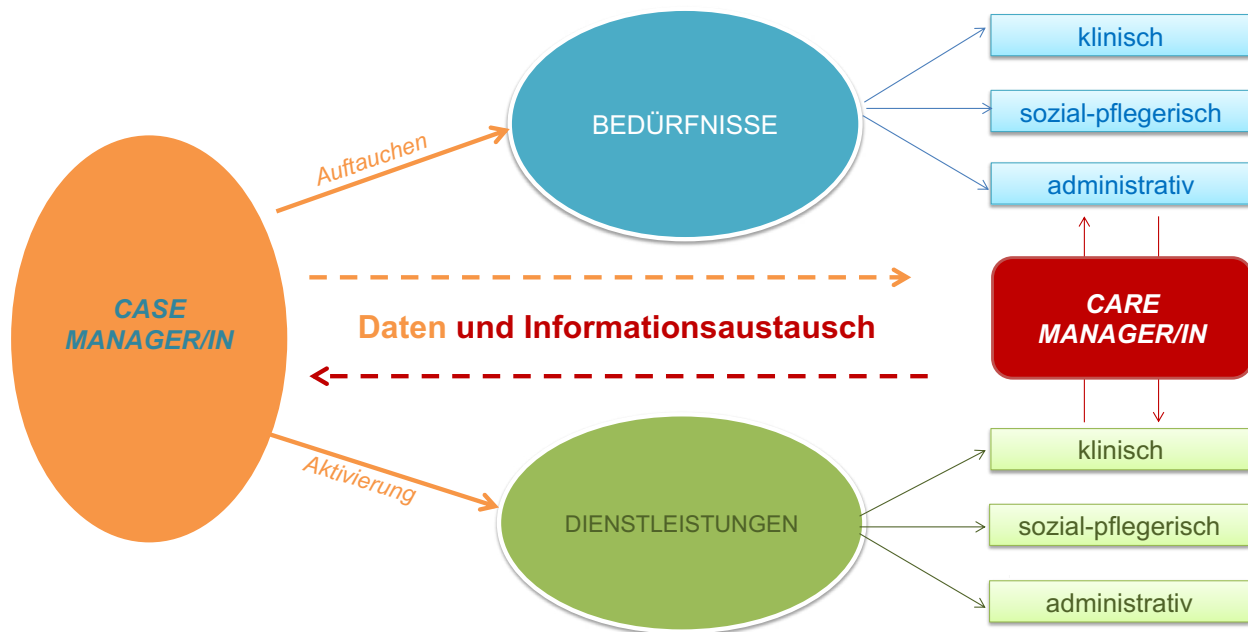 klinisch
BEDÜRFNISSE
sozial-pflegerisch
Auftauchen
administrativ
CASE
MANAGER/IN
Daten und Informationsaustausch
CARE
MANAGER/IN
klinisch
Aktivierung
DIENSTLEISTUNGEN
sozial-pflegerisch
administrativ